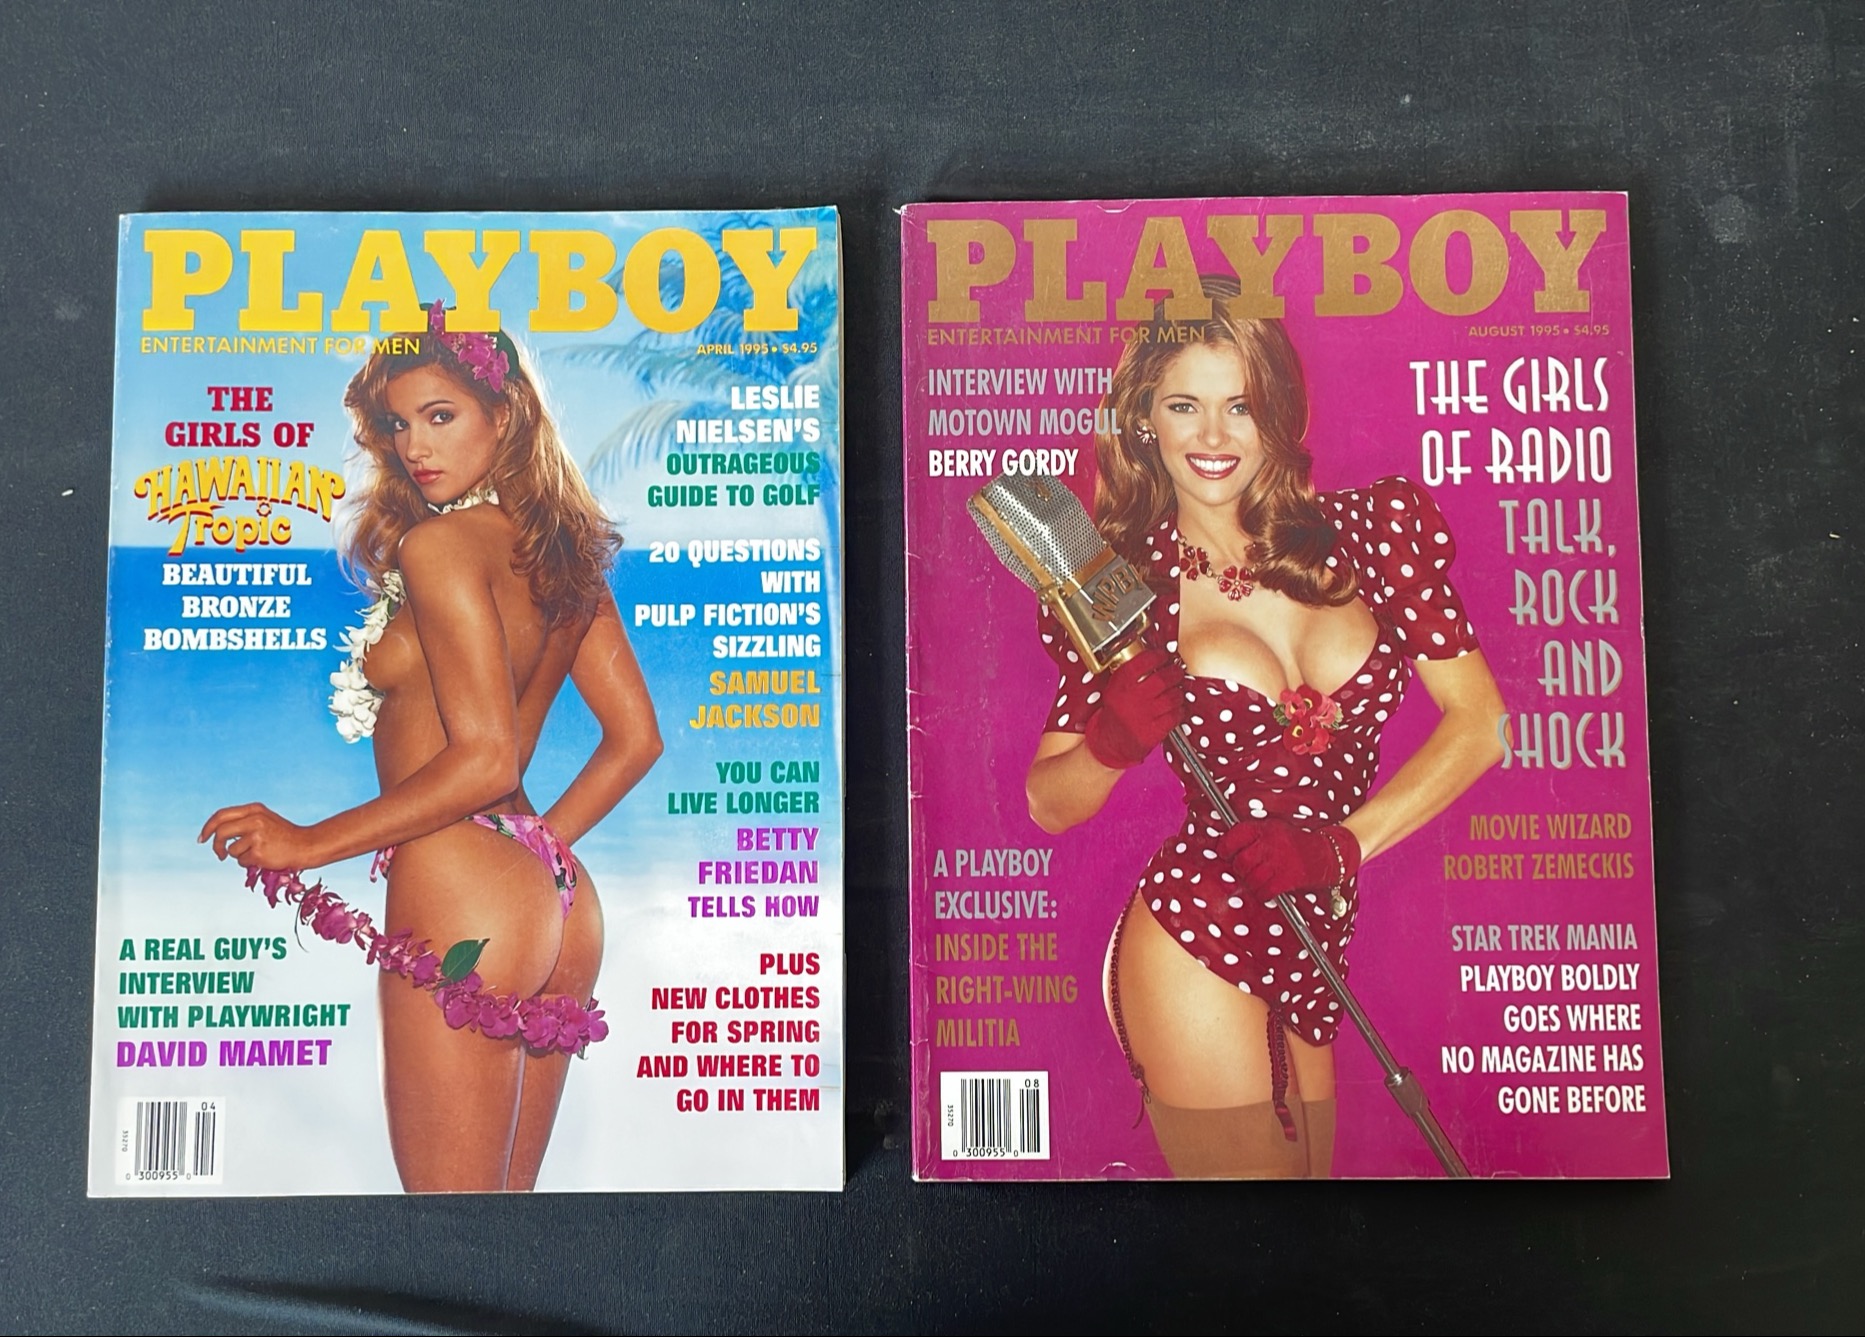 PLAYBOY
ENTERTAINMENT FOR MEN
APRIL 1995 • $4.95
THE
GIRLS OF
HAWAIIAN
Tropic
BEAUTIFUL
BRONZE
BOMBSHELLS
LESLIE
NIELSEN'S
OUTRAGEOUS
GUIDE TO GOLF
20 QUESTIONS
WITH
PULP FICTION'S
SIZZLING
SAMUEL
JACKSON
YOU CAN
LIVE LONGER
BETTY
FRIEDAN
TELLS HOW
A REAL GUY'S
INTERVIEW
WITH PLAYWRIGHT
DAVID MAMET
PLUS
NEW CLOTHES
FOR SPRING
AND WHERE TO
GO IN THEM
04
35270
0 300955 0
PLAYBOY
ENTERTAINMENT FOR MEN
AUGUST 1995 • $4.95
INTERVIEW WITH
MOTOWN MOGUL
BERRY GORDY
THE GIRLS
OF RADIO
TALK,
ROCK
AND
SHOCK
WPB
MOVIE WIZARD
ROBERT ZEMECKIS
A PLAYBOY
EXCLUSIVE:
INSIDE THE
RIGHT-WING
MILITIA
STAR TREK MANIA
PLAYBOY BOLDLY
GOES WHERE
NO MAGAZINE HAS
GONE BEFORE
08
35270
0 300955 0